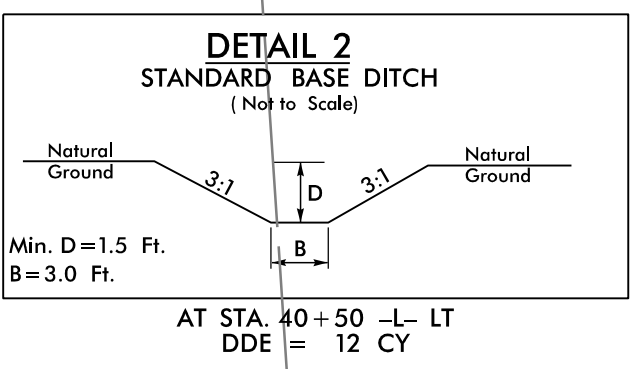 DETAIL 2
STANDARD BASE DITCH
( Not to Scale)
Natural
Ground
3:1
D
3:1
Natural
Ground
B
Min. D=1.5 Ft.
B=3.0 Ft.
AT STA. 40+50 –L– LT
DDE = 12 CY